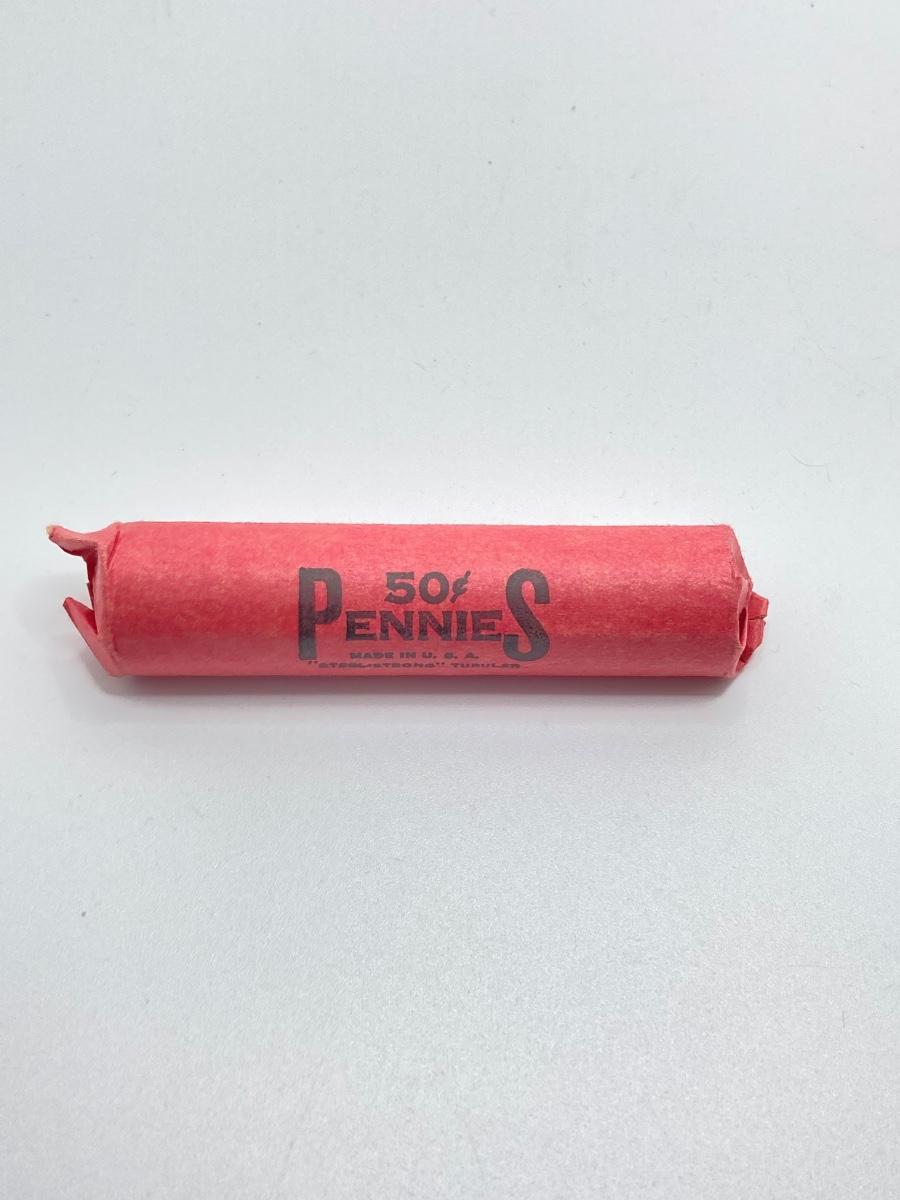 50¢
PENNIES
MADE IN U. S. A.
"STEEL-STRONG" TUBULAR